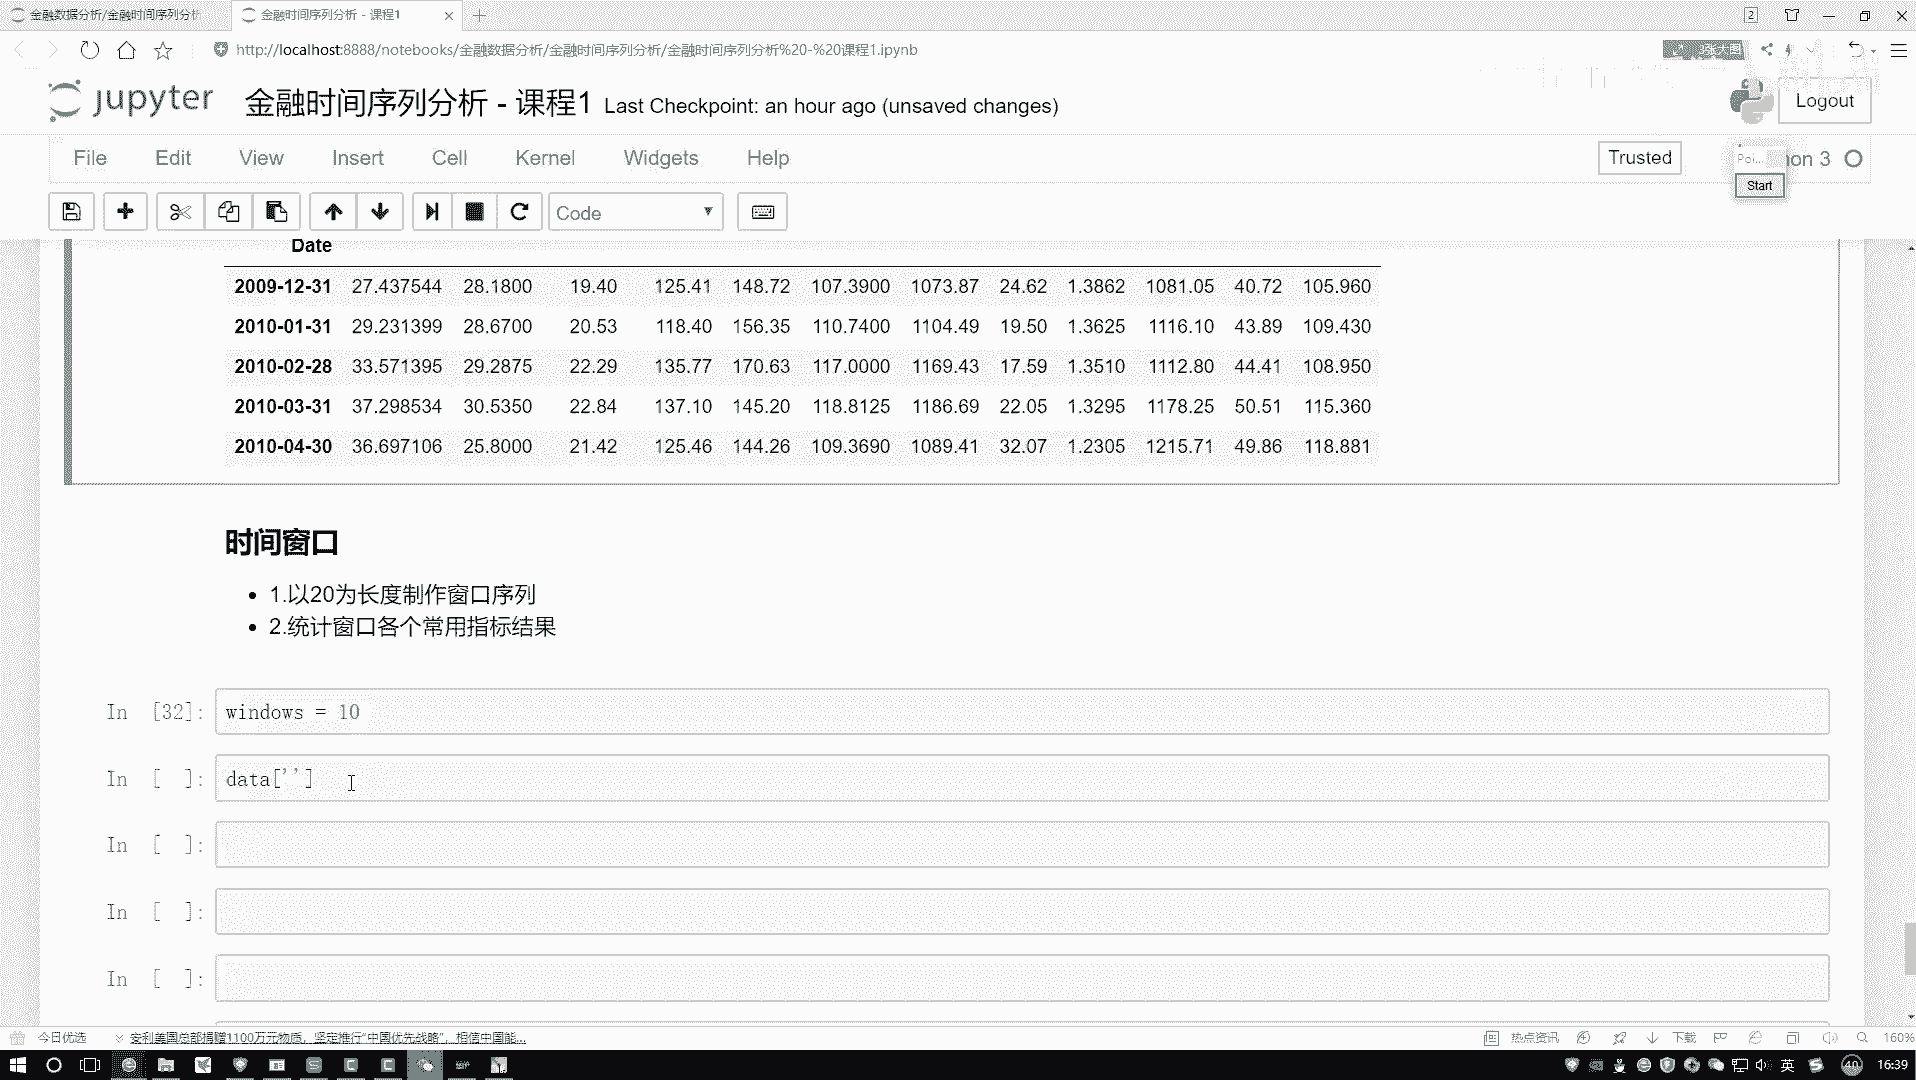 金融数据分析/金融时间序列分析
金融时间序列分析 - 课程1
2
http://localhost:8888/notebooks/金融数据分析/金融时间序列分析/金融时间序列分析%20-%20课程1.ipynb
3张大图
jupyter
金融时间序列分析 - 课程1 Last Checkpoint: an hour ago (unsaved changes)
Logout
File Edit View Insert Cell Kernel Widgets Help
Trusted
Poi... hon 3
Start
Code
Date
2009-12-31 27.437544 28.1800 19.40 125.41 148.72 107.3900 1073.87 24.62 1.3862 1081.05 40.72 105.960
2010-01-31 29.231399 28.6700 20.53 118.40 156.35 110.7400 1104.49 19.50 1.3625 1116.10 43.89 109.430
2010-02-28 33.571395 29.2875 22.29 135.77 170.63 117.0000 1169.43 17.59 1.3510 1112.80 44.41 108.950
2010-03-31 37.298534 30.5350 22.84 137.10 145.20 118.8125 1186.69 22.05 1.3295 1178.25 50.51 115.360
2010-04-30 36.697106 25.8000 21.42 125.46 144.26 109.3690 1089.41 32.07 1.2305 1215.71 49.86 118.881
时间窗口
1.以20为长度制作窗口序列
2.统计窗口各个常用指标结果
In [32]: windows = 10
In [ ]: data['']
In [ ]:
In [ ]:
In [ ]:
今日优选
安利美国总部捐赠1100万元物质，坚定推行“中国优先战略”，相信中国能...
热点资讯
下载
160%
英
40
16:39